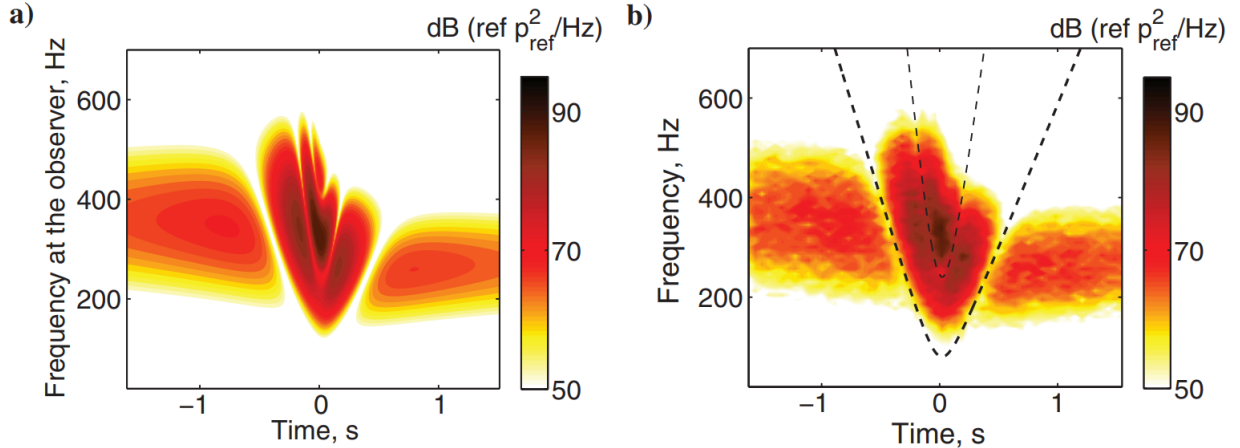 a)
dB (ref p²ref/Hz)
Frequency at the observer, Hz
600
400
200
−1
0
1
Time, s
90
70
50
b)
dB (ref p²ref/Hz)
Frequency, Hz
600
400
200
−1
0
1
Time, s
90
70
50